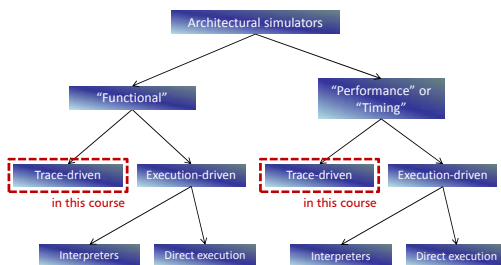 Architectural simulators
“Functional”
“Performance” or
“Timing”
Trace-driven
Execution-driven
Trace-driven
Execution-driven
in this course
in this course
Interpreters
Direct execution
Interpreters
Direct execution